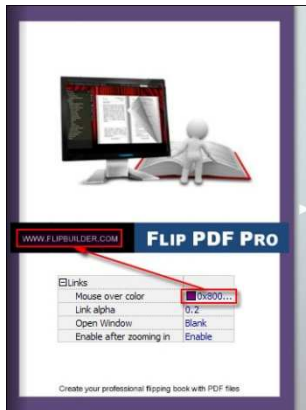 WWW.FLIPBUILDER.COM
FLIP PDF PRO
Links
Mouse over color 0x800...
Link alpha 0.2
Open Window Blank
Enable after zooming in Enable
Create your professional flipping book with PDF files